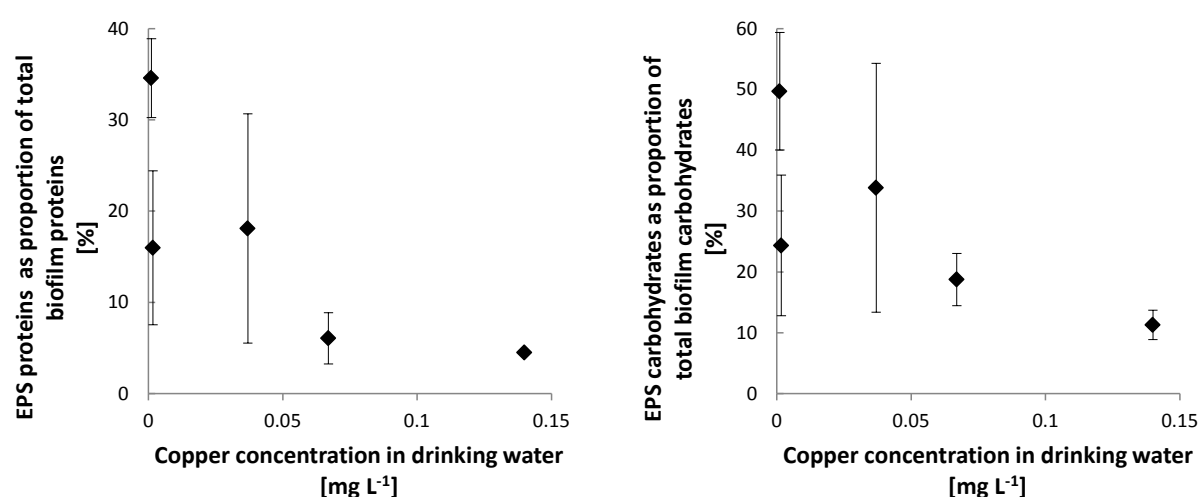 EPS proteins as proportion of total
biofilm proteins
[%]
40
30
20
10
0
0
0.05
0.1
0.15
Copper concentration in drinking water
[mg L-1]
EPS carbohydrates as proportion of
total biofilm carbohydrates
[%]
60
50
40
30
20
10
0
0
0.05
0.1
0.15
Copper concentration in drinking water
[mg L-1]